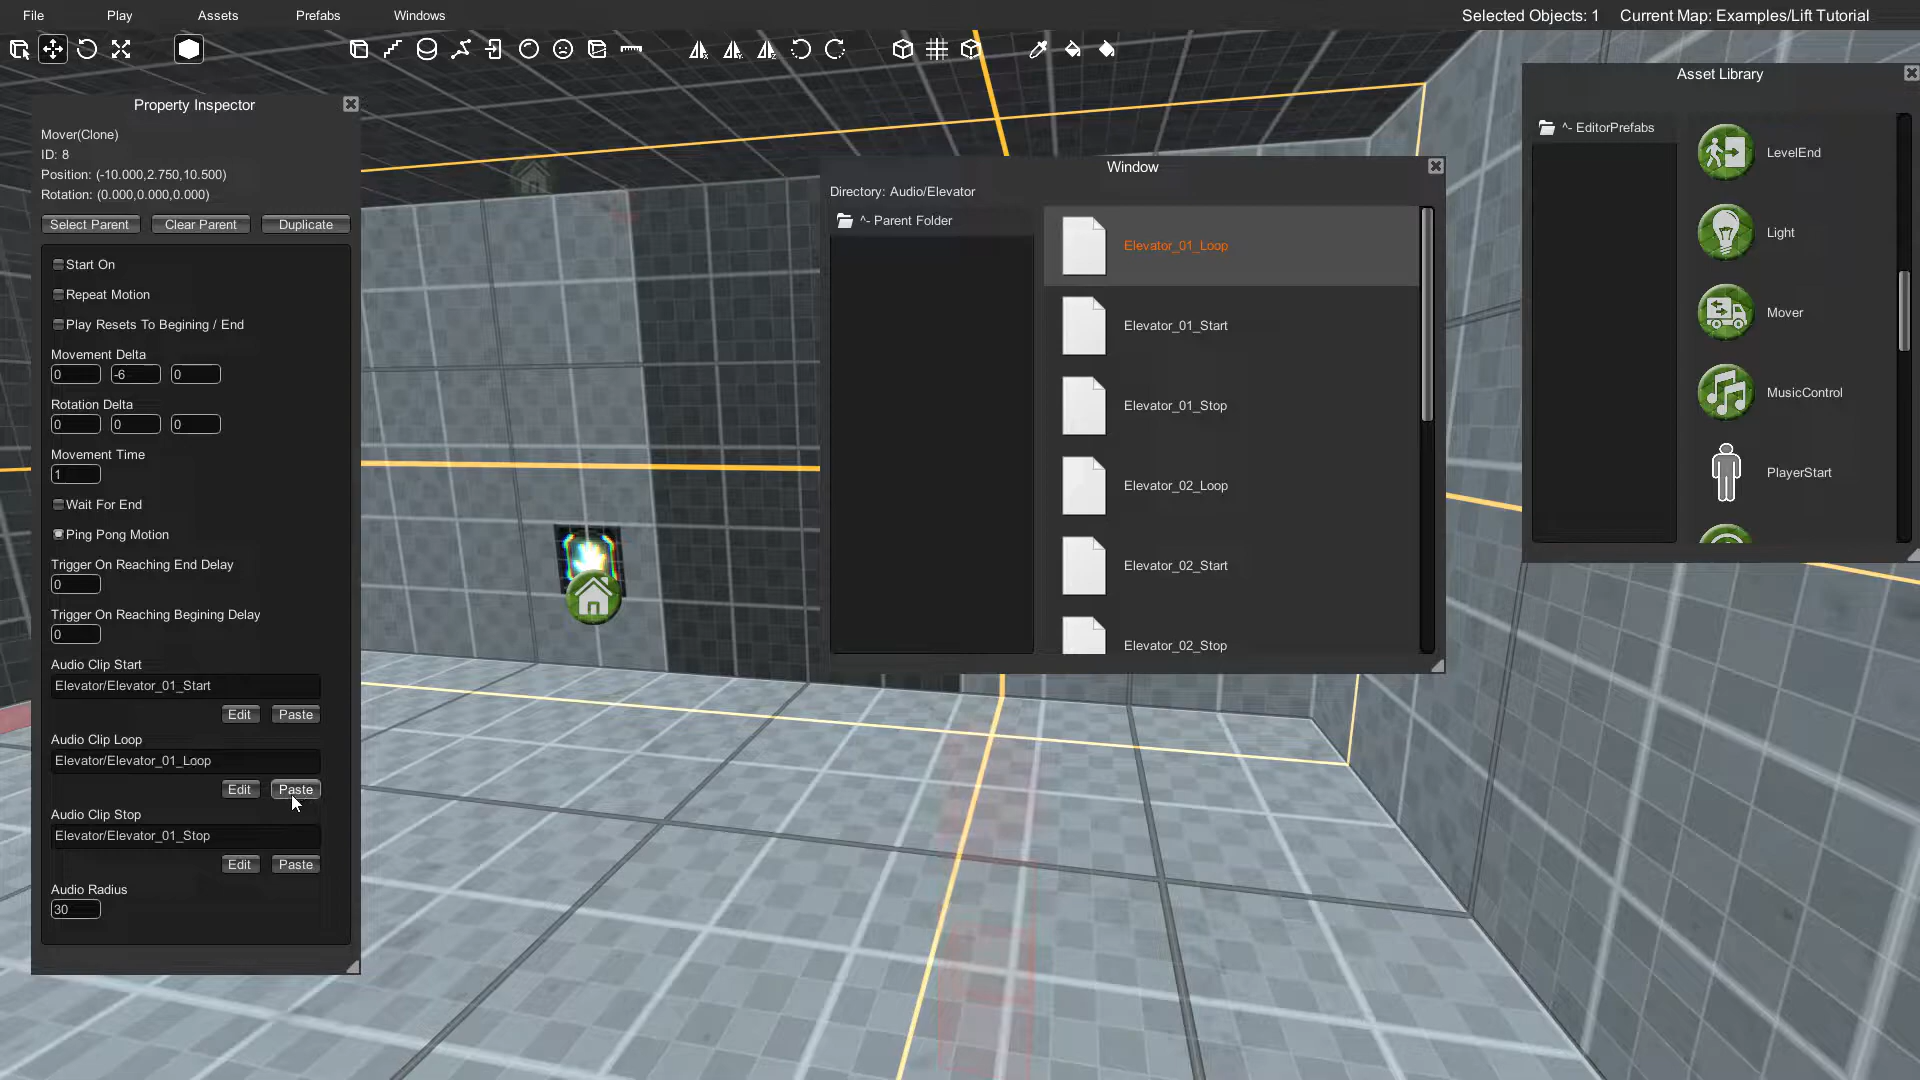 File Play Assets Prefabs Windows Selected Objects: 1 Current Map: Examples/Lift Tutorial
Property Inspector
Mover(Clone)
ID: 8
Position: (-10.000,2.750,10.500)
Rotation: (0.000,0.000,0.000)
Select Parent Clear Parent Duplicate
Start On
Repeat Motion
Play Resets To Begining / End
Movement Delta
0 -6 0
Rotation Delta
0 0 0
Movement Time
1
Wait For End
Ping Pong Motion
Trigger On Reaching End Delay
0
Trigger On Reaching Begining Delay
0
Audio Clip Start
Elevator/Elevator_01_Start
Edit Paste
Audio Clip Loop
Elevator/Elevator_01_Loop
Edit Paste
Audio Clip Stop
Elevator/Elevator_01_Stop
Edit Paste
Audio Radius
30
Window
Directory: Audio/Elevator
^- Parent Folder
Elevator_01_Loop
Elevator_01_Start
Elevator_01_Stop
Elevator_02_Loop
Elevator_02_Start
Elevator_02_Stop
Asset Library
^- EditorPrefabs
LevelEnd
Light
Mover
MusicControl
PlayerStart